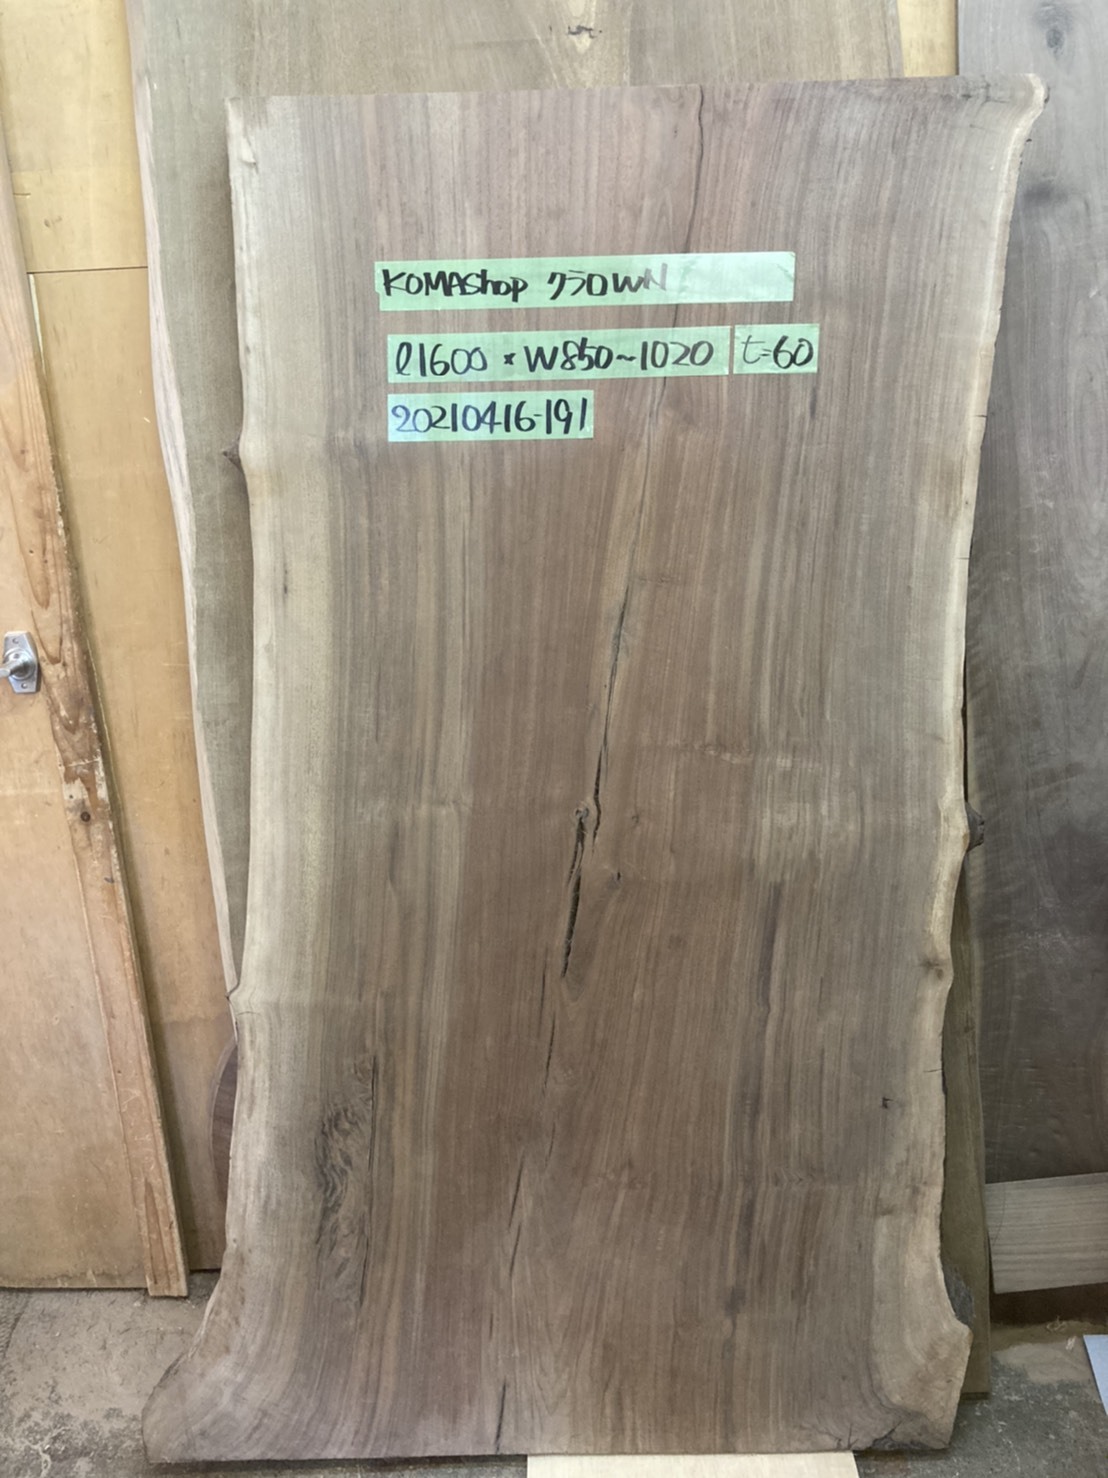 KOMAShop クラロWN
l1600 × W850~1020 t=60
20210416-191